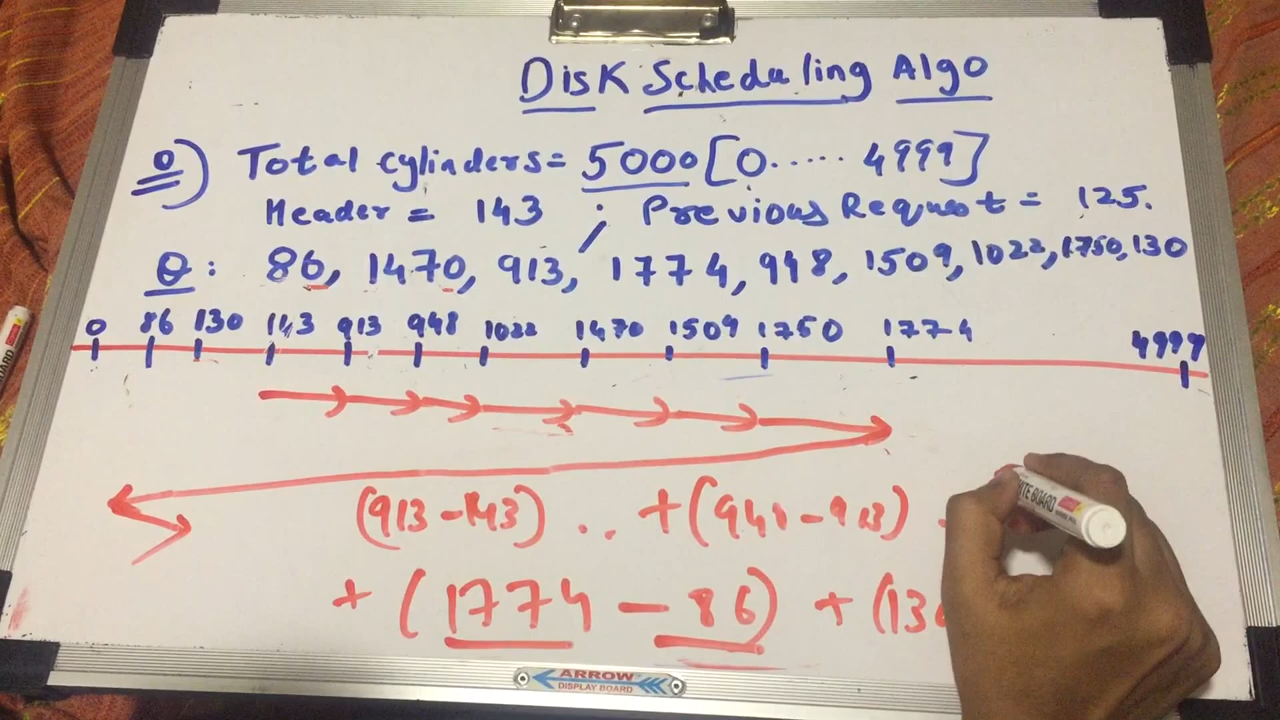 Disk Scheduling Algo
Q) Total cylinders = 5000 [0...... 4999]
Header = 143 ; Previous Request = 125.
Q: 86, 1470, 913, 1774, 948, 1509, 1022, 1750, 130
0 86 130 143 913 948 1022 1470 1509 1750 1774 4999
(913-143) .. + (948-913)
+ (1774 - 86) + (13
ARROW
DISPLAY BOARD
WHITE BOARD